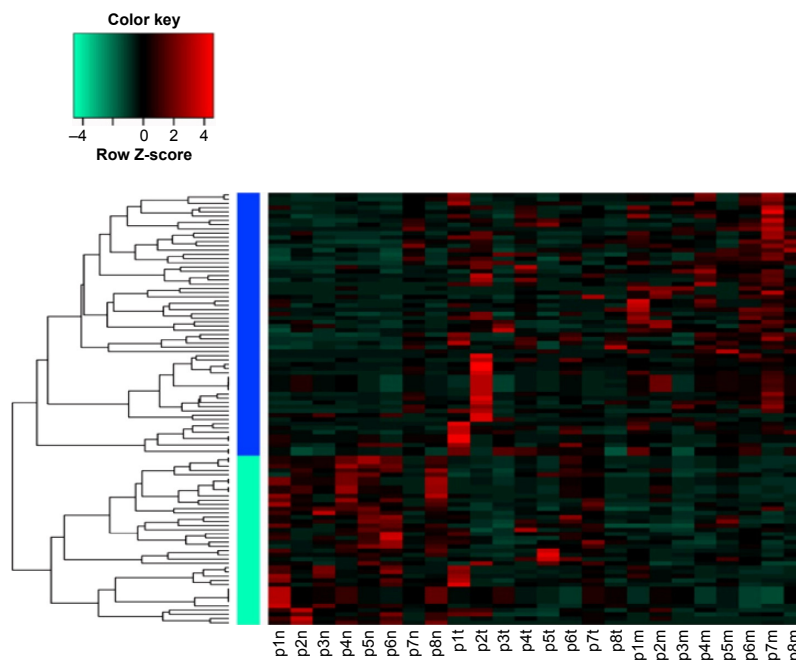 Color key
–4 0 2 4
Row Z-score
p1n p2n p3n p4n p5n p6n p7n p8n p1t p2t p3t p4t p5t p6t p7t p8t p1m p2m p3m p4m p5m p6m p7m p8m